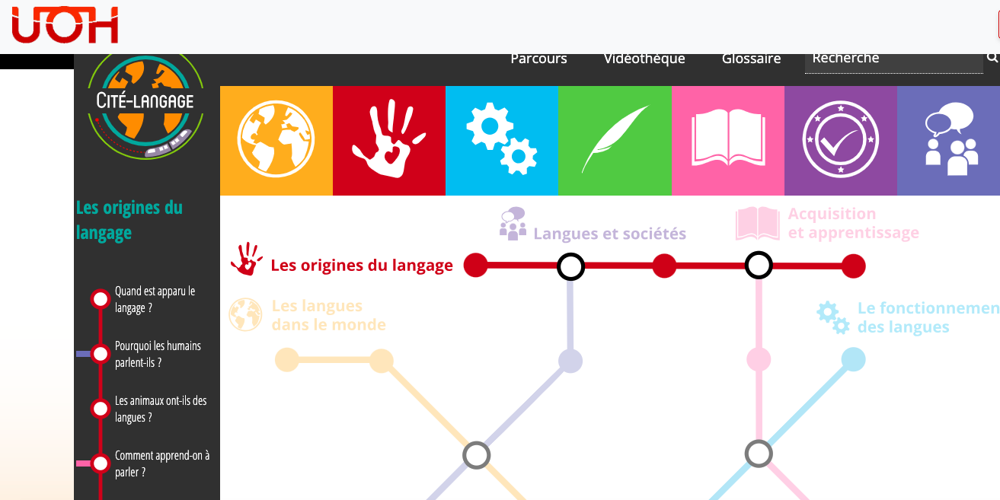 UOH
Parcours
Vidéothèque
Glossaire
Recherche
CITÉ-LANGAGE
Les origines du
langage
Quand est apparu le
langage ?
Pourquoi les humains
parlent-ils ?
Les animaux ont-ils des
langues ?
Comment apprend-on à
parler ?
Langues et sociétés
Acquisition
et apprentissage
Les origines du langage
Les langues
dans le monde
Le fonctionnemen
des langues